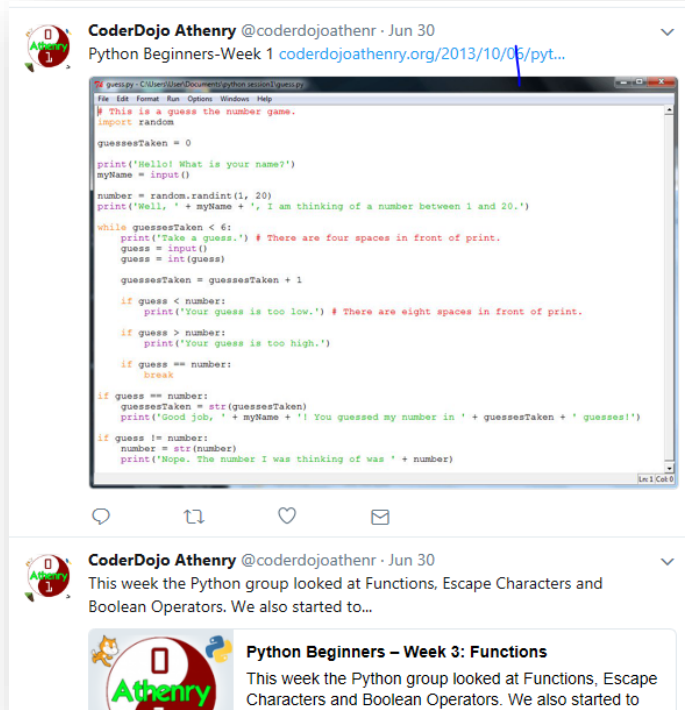 CoderDojo Athenry @coderdojoathenr · Jun 30
Python Beginners-Week 1 coderdojoathenry.org/2013/10/06/pyt...
guess.py - C:\Users\User\Documents\python session1\guess.py
File Edit Format Run Options Windows Help
# This is a guess the number game.
import random
guessesTaken = 0
print('Hello! What is your name?')
myName = input()
number = random.randint(1, 20)
print('Well, ' + myName + ', I am thinking of a number between 1 and 20.')
while guessesTaken < 6:
    print('Take a guess.') # There are four spaces in front of print.
    guess = input()
    guess = int(guess)
    guessesTaken = guessesTaken + 1
    if guess < number:
        print('Your guess is too low.') # There are eight spaces in front of print.
    if guess > number:
        print('Your guess is too high.')
    if guess == number:
        break
if guess == number:
    guessesTaken = str(guessesTaken)
    print('Good job, ' + myName + '! You guessed my number in ' + guessesTaken + ' guesses!')
if guess != number:
    number = str(number)
    print('Nope. The number I was thinking of was ' + number)
Ln: 1 Col: 0
CoderDojo Athenry @coderdojoathenr · Jun 30
This week the Python group looked at Functions, Escape Characters and
Boolean Operators. We also started to...
Athenry
Python Beginners – Week 3: Functions
This week the Python group looked at Functions, Escape
Characters and Boolean Operators. We also started to